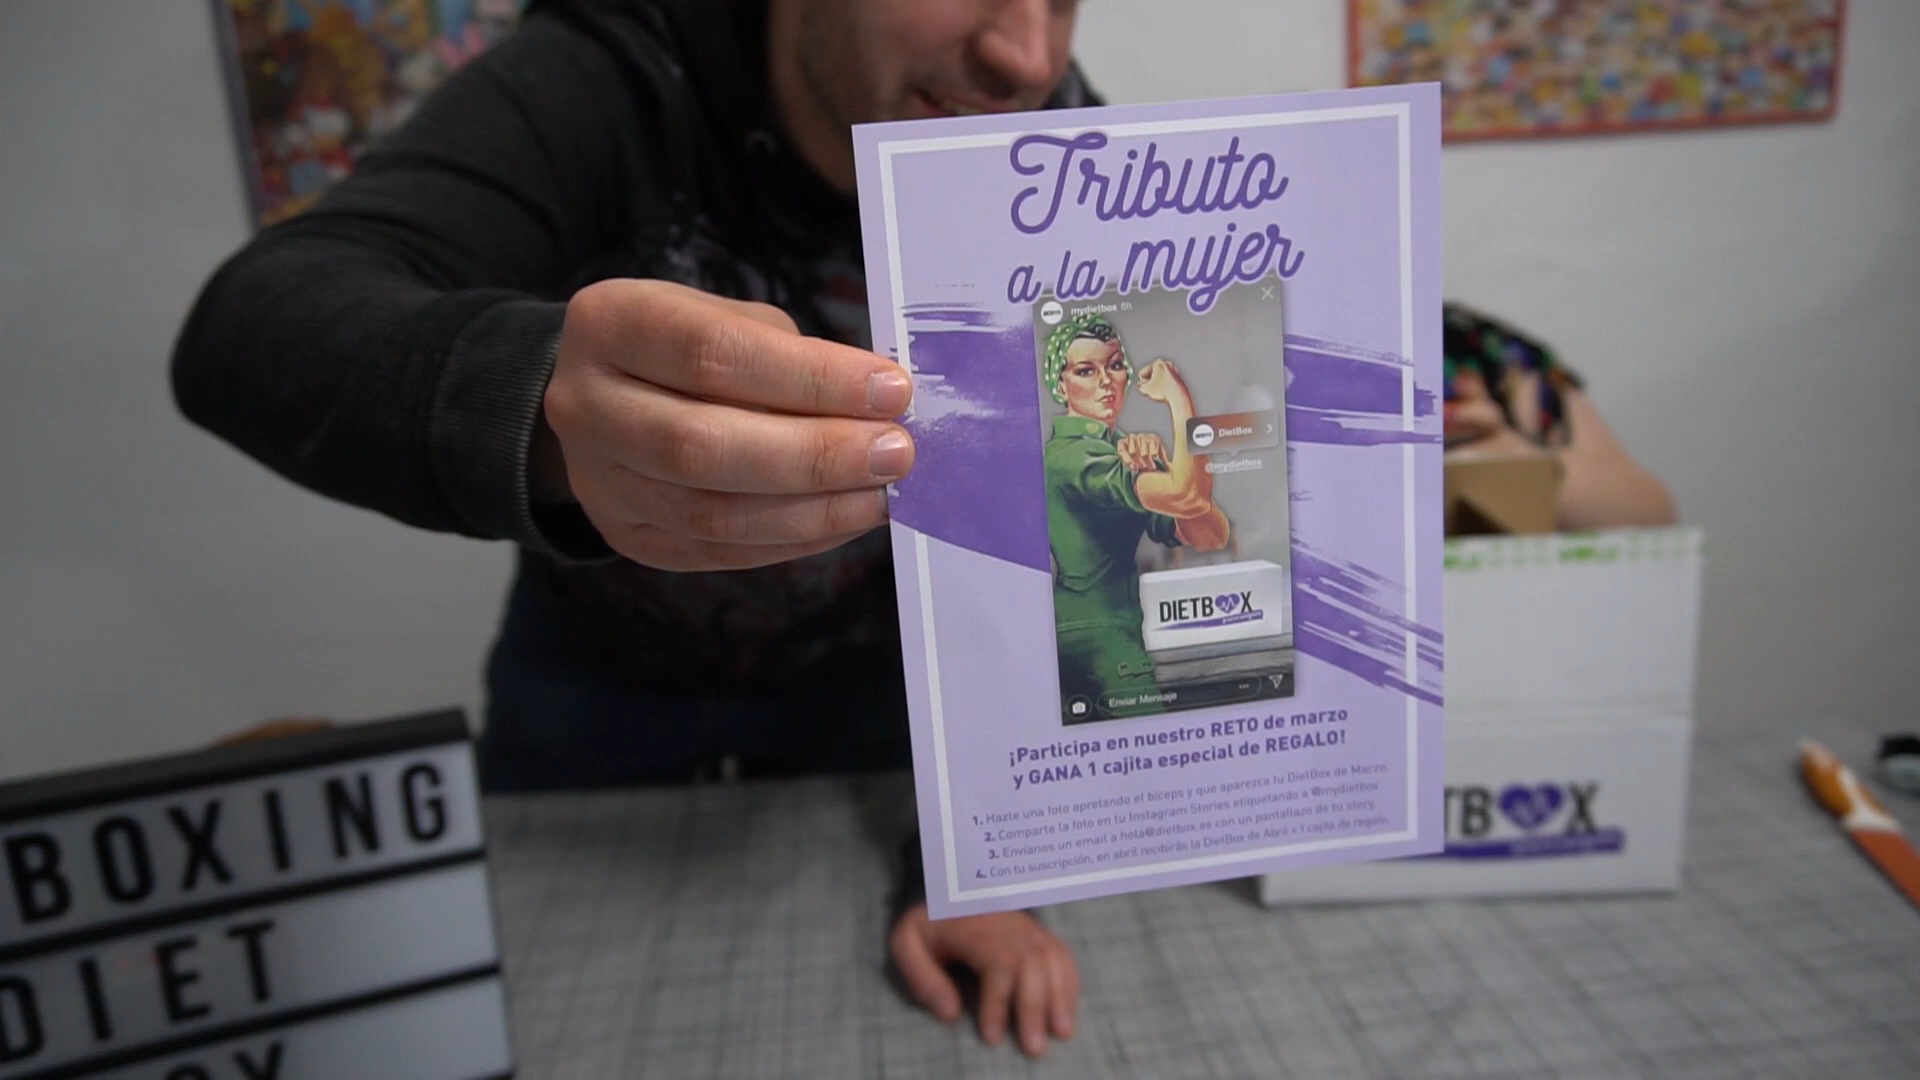 Tributo
a la mujer
mydietbox 6h
DietBox
@mydietbox
DIETBOX
Enviar Mensaje
¡Participa en nuestro RETO de marzo
y GANA 1 cajita especial de REGALO!
1. Hazte una foto apretando el biceps y que aparezca tu DietBox de Marzo.
2. Comparte la foto en tu Instagram Stories etiquetando a @mydietbox
3. Envíanos un email a hola@dietbox.es con un pantallazo de tu story.
4. Con tu suscripción, en abril recibirás la DietBox de Abril + 1 cajita de regalo.
TBOX
BOXING
DIET
OX